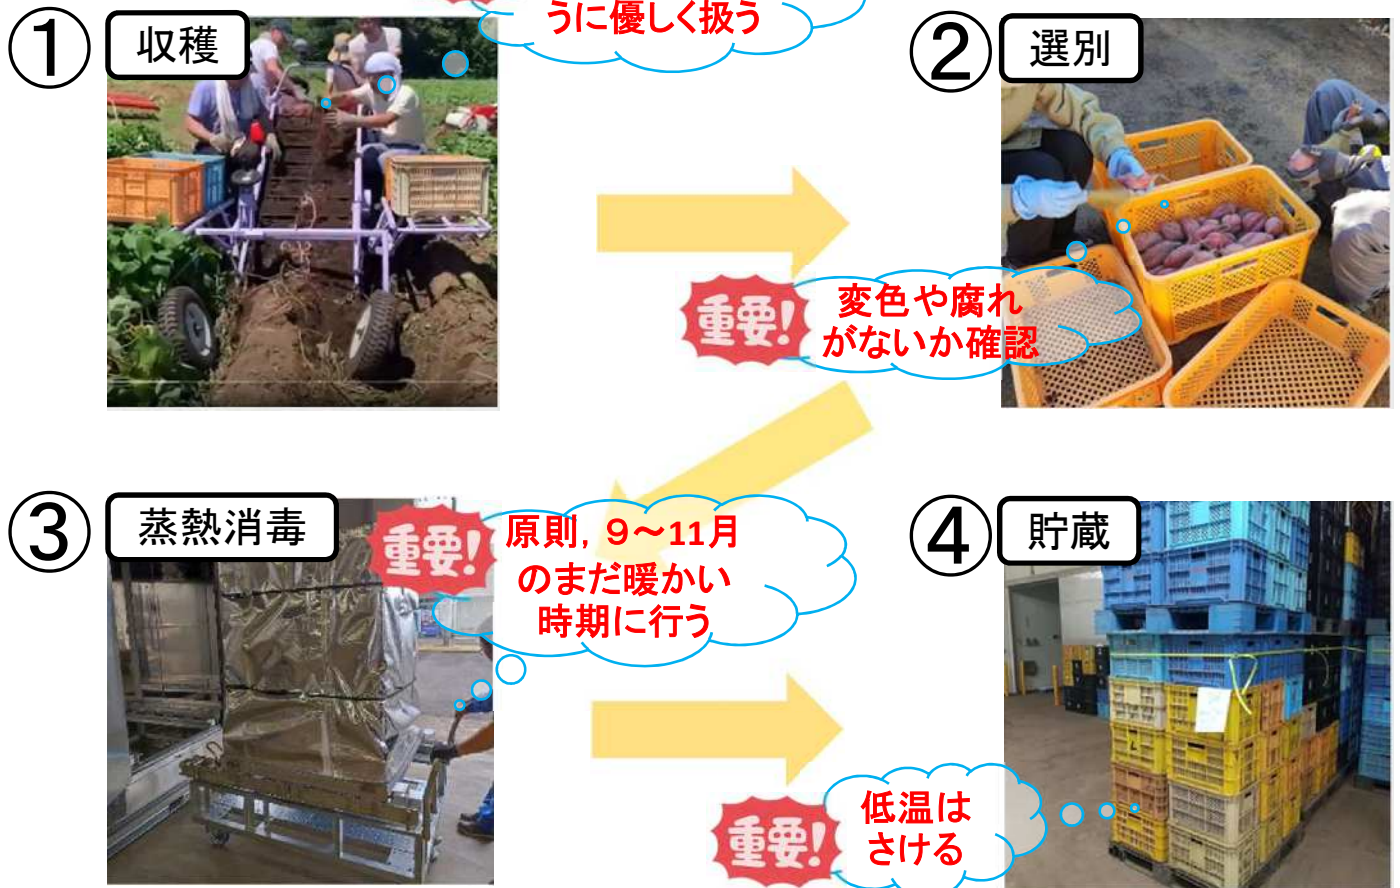 ① 収穫
うに優しく扱う
② 選別
重要!
変色や腐れ
がないか確認
③ 蒸熱消毒
重要!
原則，９～11月
のまだ暖かい
時期に行う
④ 貯蔵
重要!
低温は
さける